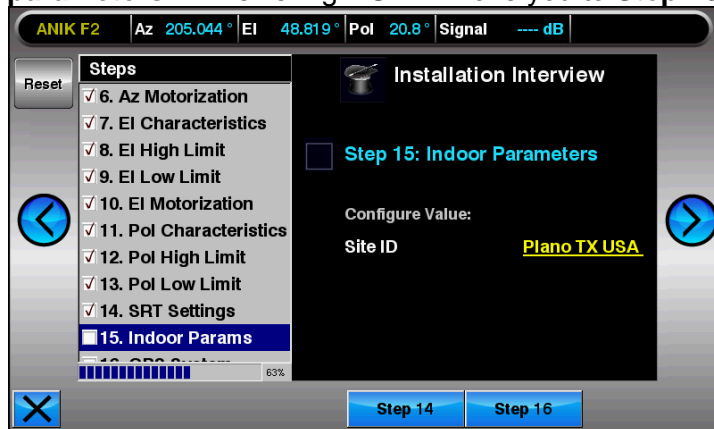 ANIK F2 Az 205.044 ° El 48.819 ° Pol 20.8 ° Signal ---- dB
Reset
Steps
6. Az Motorization
7. El Characteristics
8. El High Limit
9. El Low Limit
10. El Motorization
11. Pol Characteristics
12. Pol High Limit
13. Pol Low Limit
14. SRT Settings
15. Indoor Params
63%
Installation Interview
Step 15: Indoor Parameters
Configure Value:
Site ID Plano TX USA
Step 14 Step 16